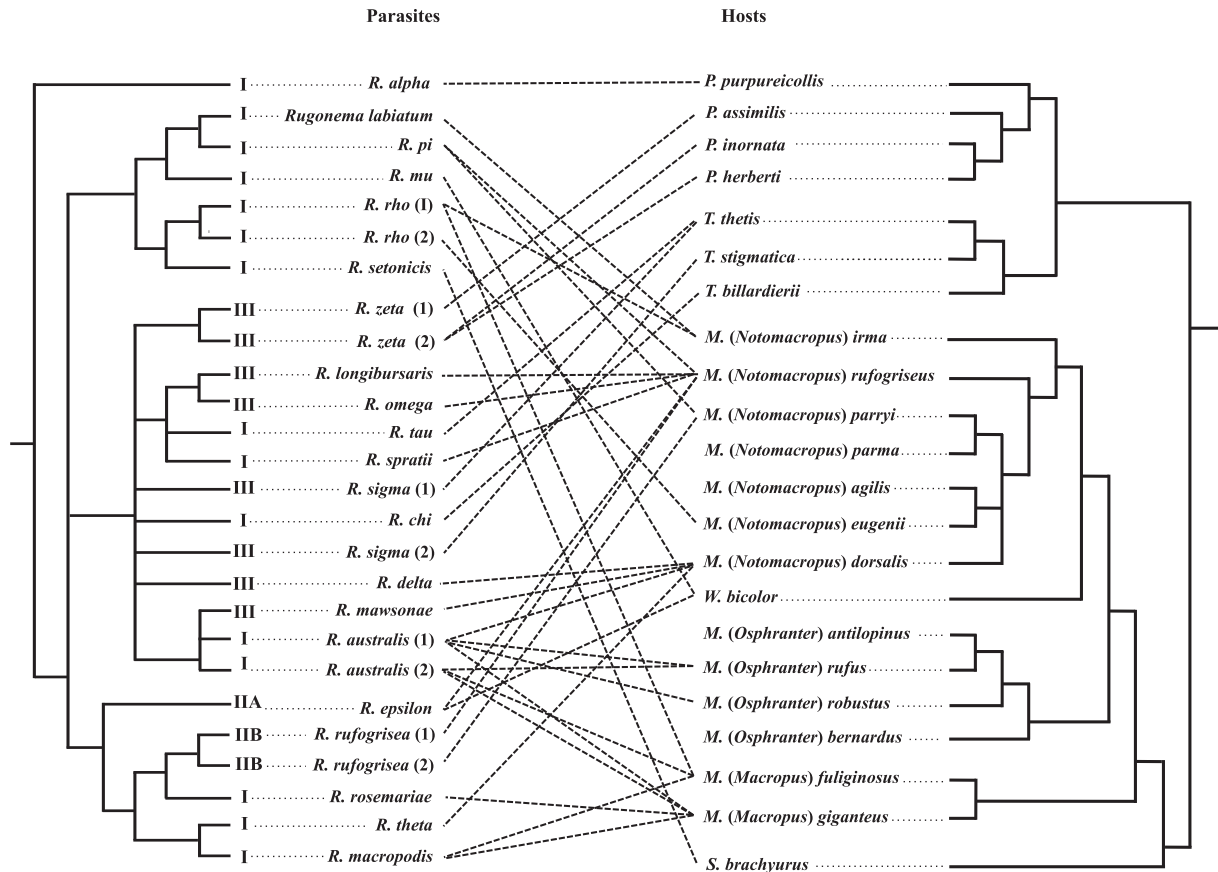 Parasites
Hosts
I R. alpha
I Rugonema labiatum
I R. pi
I R. mu
I R. rho (I)
I R. rho (2)
I R. setonicis
III R. zeta (1)
III R. zeta (2)
III R. longibursaris
III R. omega
I R. tau
I R. spratii
III R. sigma (1)
I R. chi
III R. sigma (2)
III R. delta
III R. mawsonae
I R. australis (1)
I R. australis (2)
IIA R. epsilon
IIB R. rufogrisea (1)
IIB R. rufogrisea (2)
I R. rosemariae
I R. theta
I R. macropodis
P. purpureicollis
P. assimilis
P. inornata
P. herberti
T. thetis
T. stigmatica
T. billardierii
M. (Notomacropus) irma
M. (Notomacropus) rufogriseus
M. (Notomacropus) parryi
M. (Notomacropus) parma
M. (Notomacropus) agilis
M. (Notomacropus) eugenii
M. (Notomacropus) dorsalis
W. bicolor
M. (Osphranter) antilopinus
M. (Osphranter) rufus
M. (Osphranter) robustus
M. (Osphranter) bernardus
M. (Macropus) fuliginosus
M. (Macropus) giganteus
S. brachyurus